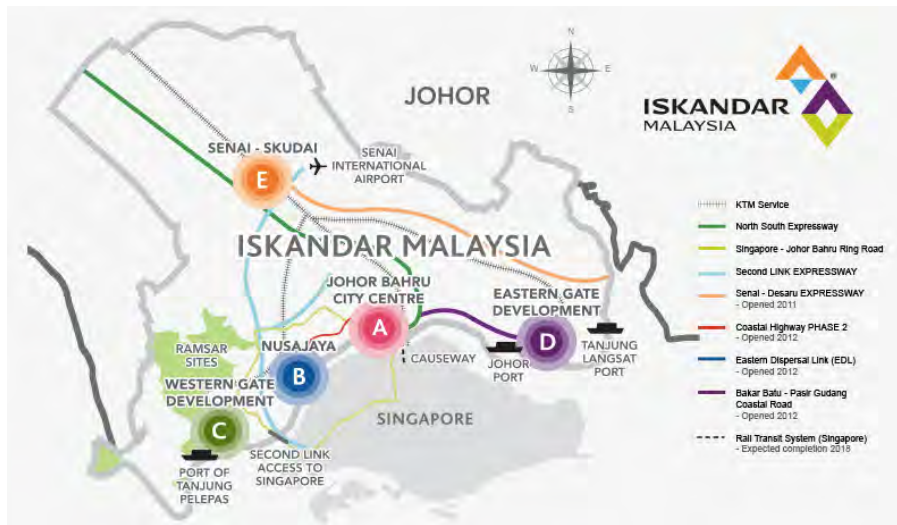 N
W E
S
JOHOR
ISKANDAR
MALAYSIA
®
SENAI - SKUDAI
E
SENAI
INTERNATIONAL
AIRPORT
ISKANDAR MALAYSIA
JOHOR BAHRU
CITY CENTRE
A
EASTERN GATE
DEVELOPMENT
D
NUSAJAYA
B
RAMSAR
SITES
CAUSEWAY
JOHOR
PORT
TANJUNG
LANGSAT
PORT
WESTERN GATE
DEVELOPMENT
C
SINGAPORE
PORT OF
TANJUNG
PELEPAS
SECOND LINK
ACCESS TO
SINGAPORE
KTM Service
North South Expressway
Singapore - Johor Bahru Ring Road
Second LINK EXPRESSWAY
Senai - Desaru EXPRESSWAY
- Opened 2011
Coastal Highway PHASE 2
- Opened 2012
Eastern Dispersal Link (EDL)
- Opened 2012
Bakar Batu - Pasir Gudang
Coastal Road
- Opened 2012
Rail Transit System (Singapore)
- Expected completion 2018